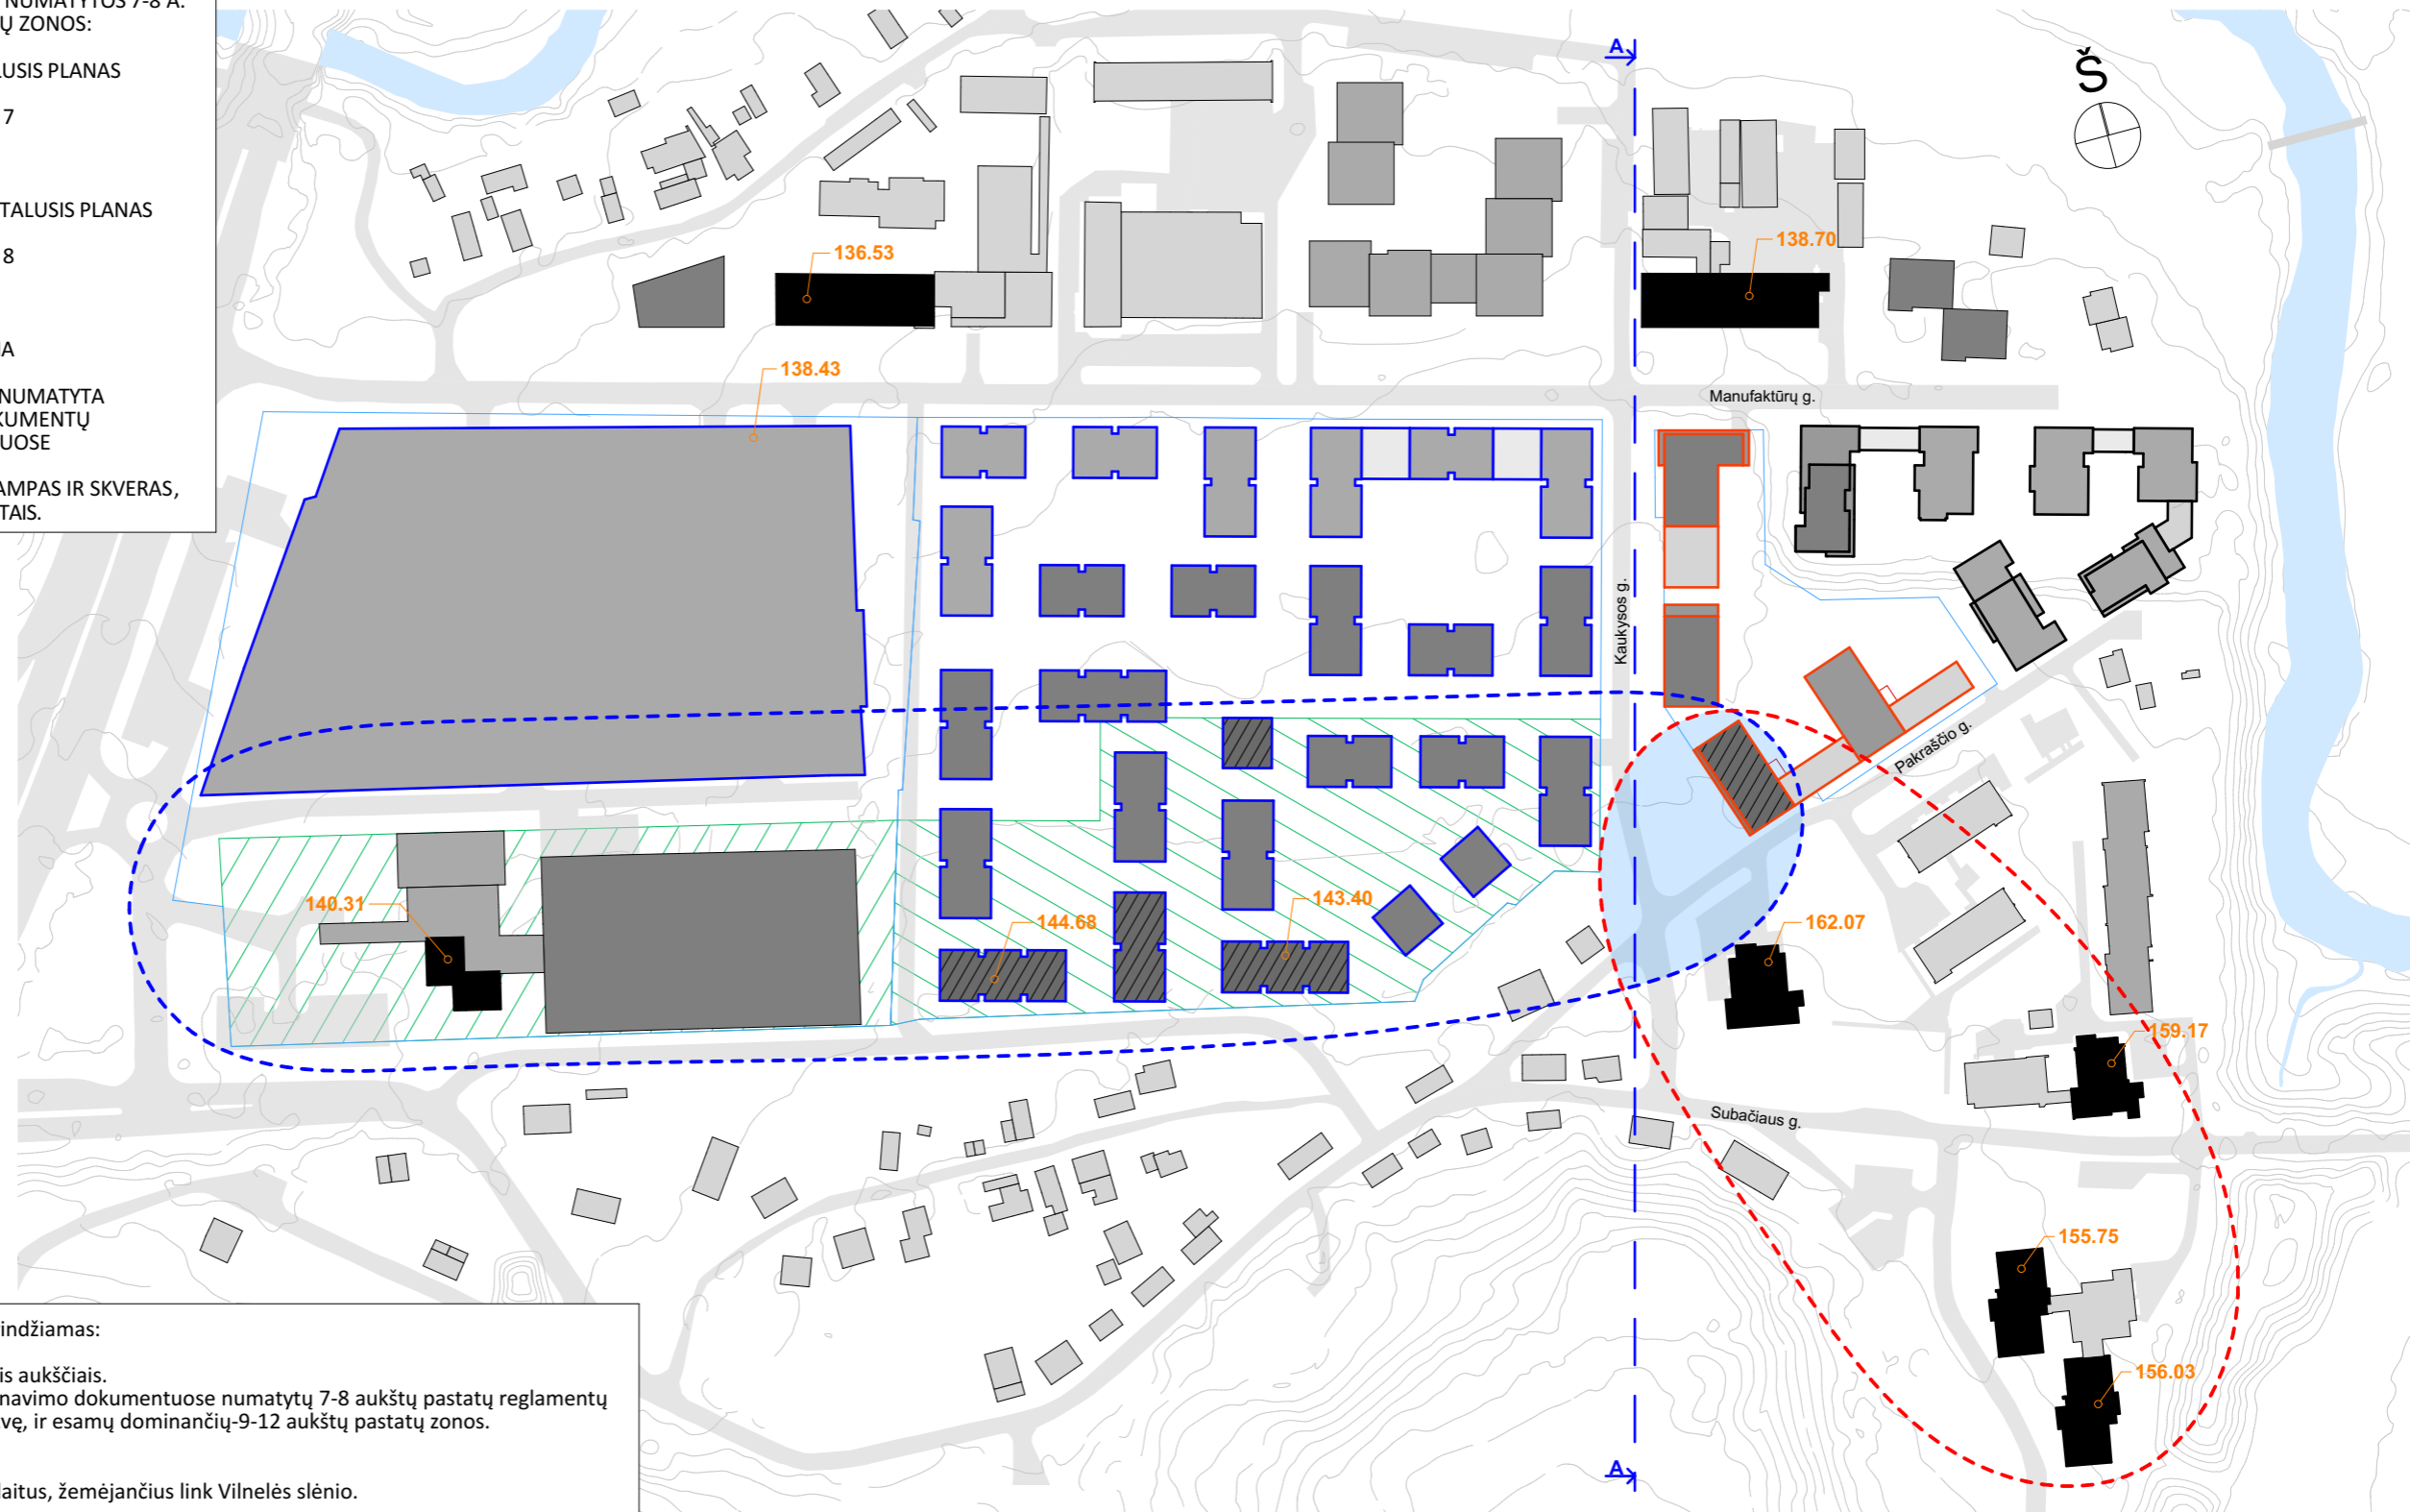 NUMATYTOS 7-8 A.
Ų ZONOS:
LUSIS PLANAS
7
TALUSIS PLANAS
8
NA
NUMATYTA
KUMENTŲ
UOSE
AMPAS IR SKVERAS,
TAIS.
A
Š
136.53
138.70
138.43
Manufaktūrų g.
Kaukysos g.
Pakraščio g.
140.31
144.68
143.40
162.07
159.17
Subačiaus g.
155.75
156.03
A
rindžiamas:
is aukščiais.
navimo dokumentuose numatytų 7-8 aukštų pastatų reglamentų
tvę, ir esamų dominančių-9-12 aukštų pastatų zonos.
laitus, žemėjančius link Vilnelės slėnio.